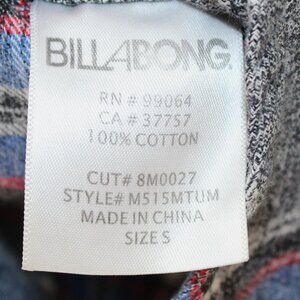 BILLABONG.
RN # 99064
CA # 37757
100% COTTON
CUT# 8M0027
STYLE# M515MTUM
MADE IN CHINA
SIZE S